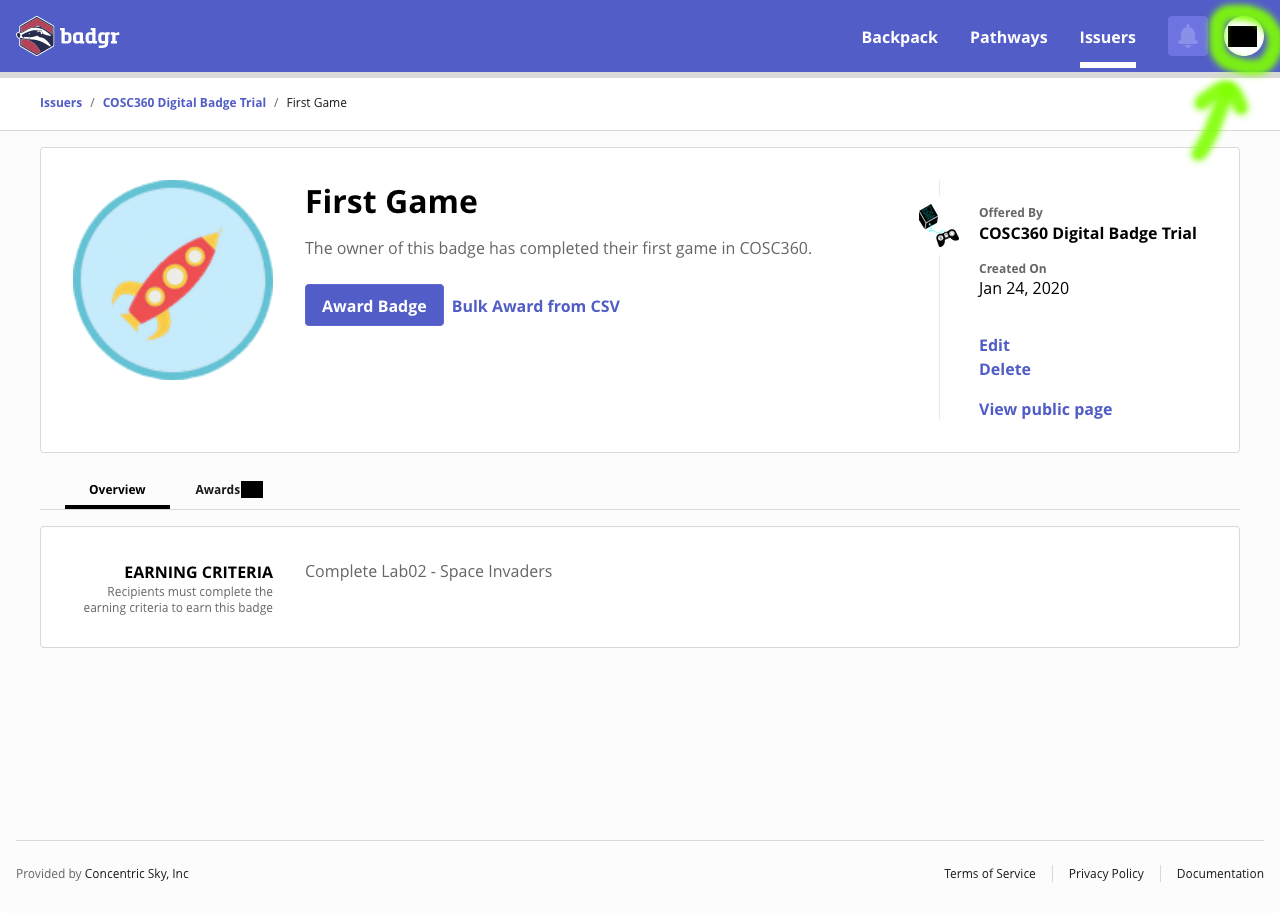 badgr
Backpack
Pathways
Issuers
Issuers / COSC360 Digital Badge Trial / First Game
First Game
The owner of this badge has completed their first game in COSC360.
Award Badge
Bulk Award from CSV
Offered By
COSC360 Digital Badge Trial
Created On
Jan 24, 2020
Edit
Delete
View public page
Overview
Awards
EARNING CRITERIA
Recipients must complete the
earning criteria to earn this badge
Complete Lab02 - Space Invaders
Provided by Concentric Sky, Inc
Terms of Service
Privacy Policy
Documentation